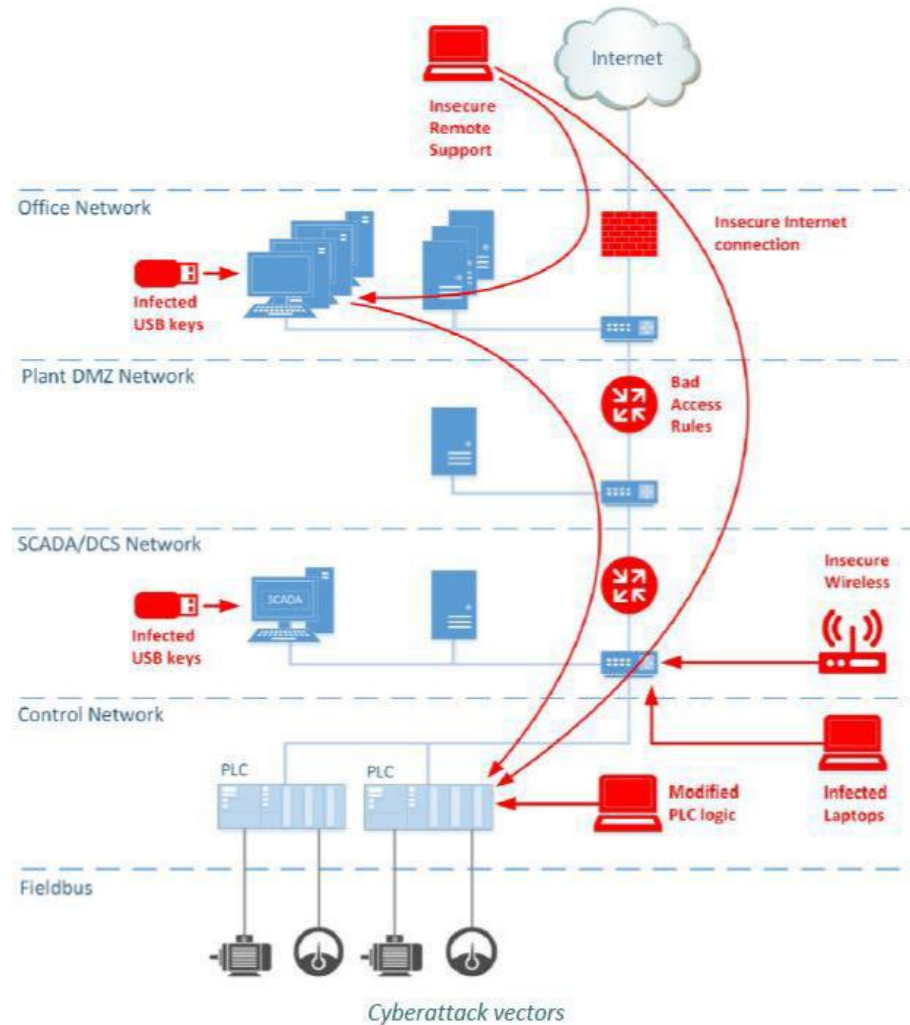 Internet
Insecure
Remote
Support
Office Network
Insecure Internet
connection
Infected
USB keys
Plant DMZ Network
Bad
Access
Rules
SCADA/DCS Network
Insecure
Wireless
SCADA
Infected
USB keys
Control Network
PLC
PLC
Modified
PLC logic
Infected
Laptops
Fieldbus
Cyberattack vectors